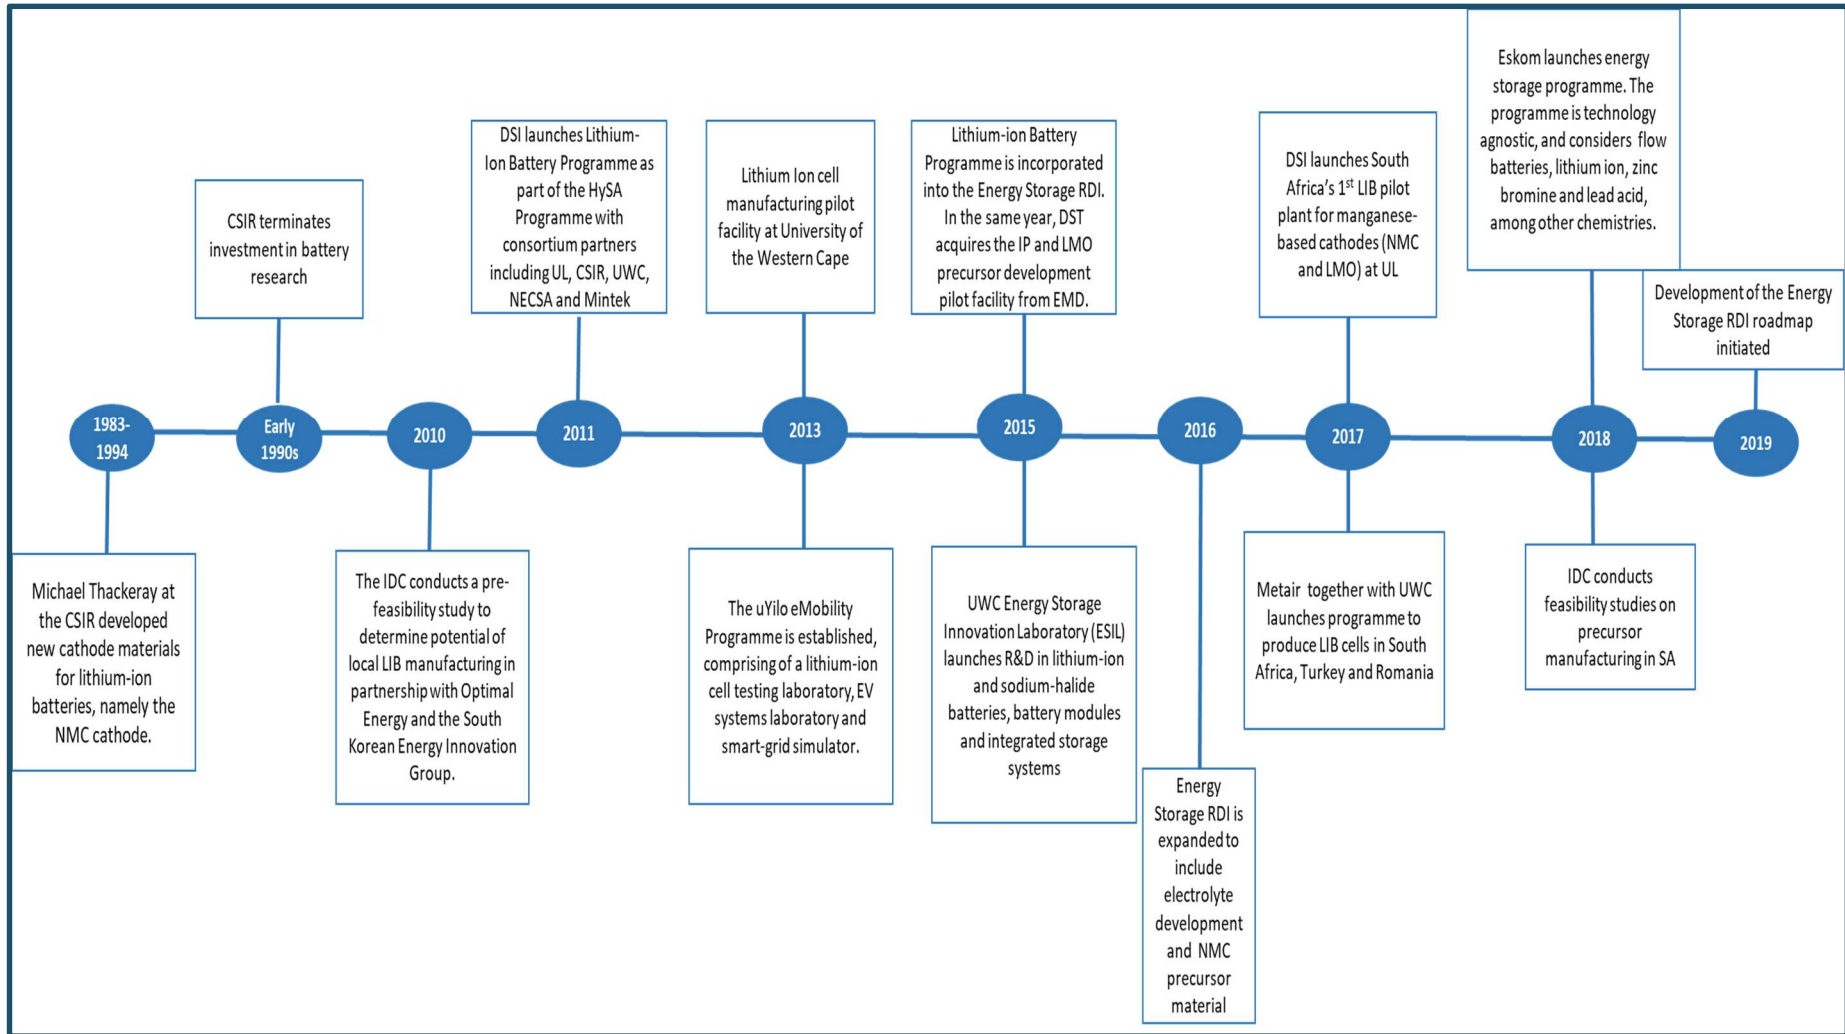 CSIR terminates
investment in battery
research
DSI launches Lithium-
Ion Battery Programme as
part of the HySA
Programme with
consortium partners
including UL, CSIR, UWC,
NECSA and Mintek
Lithium Ion cell
manufacturing pilot
facility at University of
the Western Cape
Lithium-ion Battery
Programme is incorporated
into the Energy Storage RDI.
In the same year, DST
acquires the IP and LMO
precursor development
pilot facility from EMD.
DSI launches South
Africa's 1st LIB pilot
plant for manganese-
based cathodes (NMC
and LMO) at UL
Eskom launches energy
storage programme. The
programme is technology
agnostic, and considers flow
batteries, lithium ion, zinc
bromine and lead acid,
among other chemistries.
Development of the Energy
Storage RDI roadmap
initiated
1983-
1994
Early
1990s
2010
2011
2013
2015
2016
2017
2018
2019
Michael Thackeray at
the CSIR developed
new cathode materials
for lithium-ion
batteries, namely the
NMC cathode.
The IDC conducts a pre-
feasibility study to
determine potential of
local LIB manufacturing in
partnership with Optimal
Energy and the South
Korean Energy Innovation
Group.
The uYilo eMobility
Programme is established,
comprising of a lithium-ion
cell testing laboratory, EV
systems laboratory and
smart-grid simulator.
UWC Energy Storage
Innovation Laboratory (ESIL)
launches R&D in lithium-ion
and sodium-halide
batteries, battery modules
and integrated storage
systems
Energy
Storage RDI is
expanded to
include
electrolyte
development
and NMC
precursor
material
Metair together with UWC
launches programme to
produce LIB cells in South
Africa, Turkey and Romania
IDC conducts
feasibility studies on
precursor
manufacturing in SA